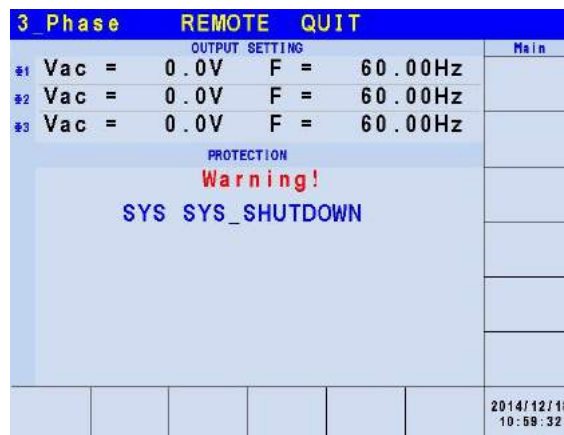 3_Phase REMOTE QUIT
OUTPUT SETTING
Main
Φ1 Vac = 0.0V F = 60.00Hz
Φ2 Vac = 0.0V F = 60.00Hz
Φ3 Vac = 0.0V F = 60.00Hz
PROTECTION
Warning!
SYS SYS_SHUTDOWN
10:59:32